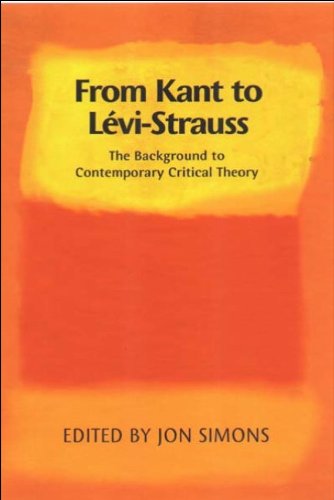 From Kant to
Lévi-Strauss
The Background to
Contemporary Critical Theory
EDITED BY JON SIMONS